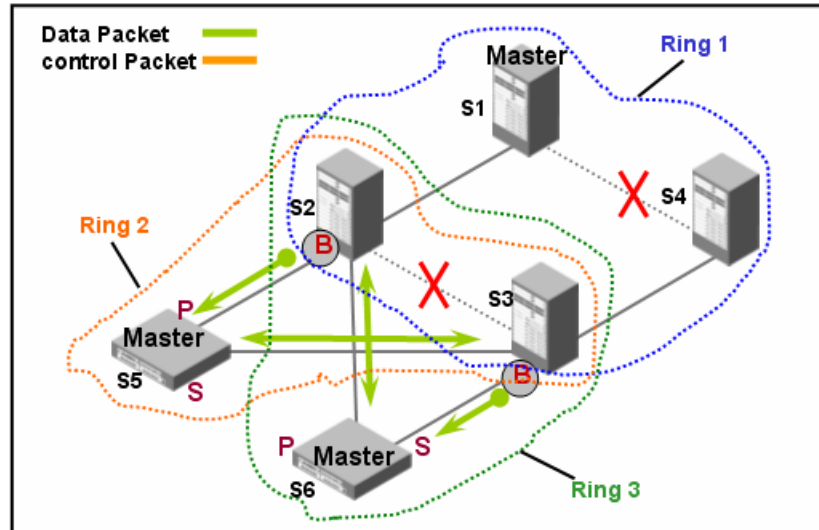 Data Packet
control Packet
Master
Ring 1
S1
S4
S2
Ring 2
B
S3
P
Master
B
S5
S
P
Master
S
S6
Ring 3